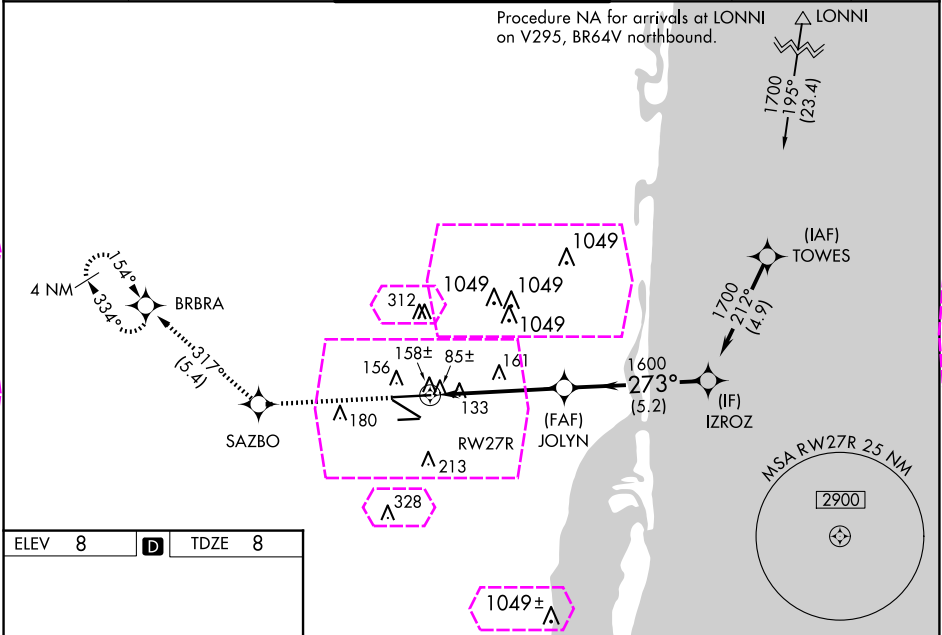 Procedure NA for arrivals at LONNI
on V295, BR64V northbound.
LONNI
1700
195°
(23.4)
(IAF)
TOWES
1700
212°
(4.9)
1049
1049
1049
1049
312
4 NM
154°
334°
BRBRA
317°
(5.4)
SAZBO
156
158±
85±
161
133
180
213
RW27R
(FAF)
JOLYN
1600
273°
(5.2)
(IF)
IZROZ
328
MSA RW27R 25 NM
2900
ELEV 8
D
TDZE 8
1049±